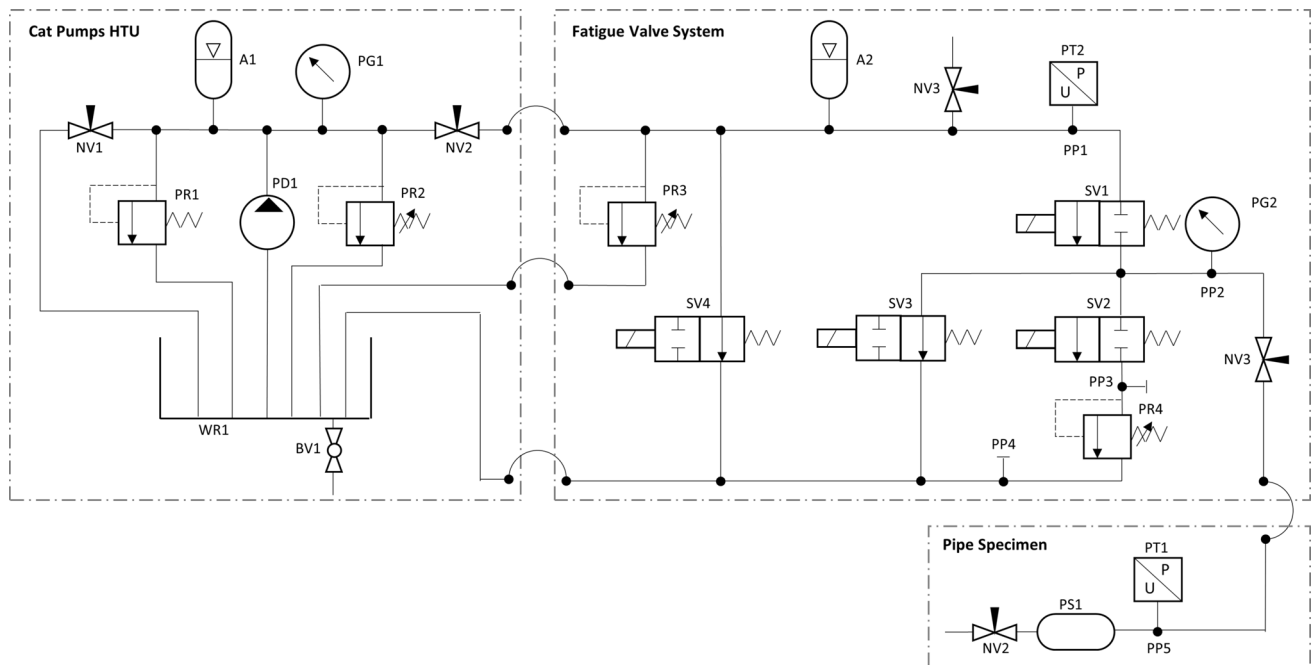 Cat Pumps HTU
A1
PG1
NV1
NV2
PR1
PD1
PR2
WR1
BV1
Fatigue Valve System
A2
NV3
PT2
P
U
PP1
PR3
SV1
PG2
PP2
SV4
SV3
SV2
NV3
PP3
PR4
PP4
Pipe Specimen
PT1
P
U
PS1
NV2
PP5